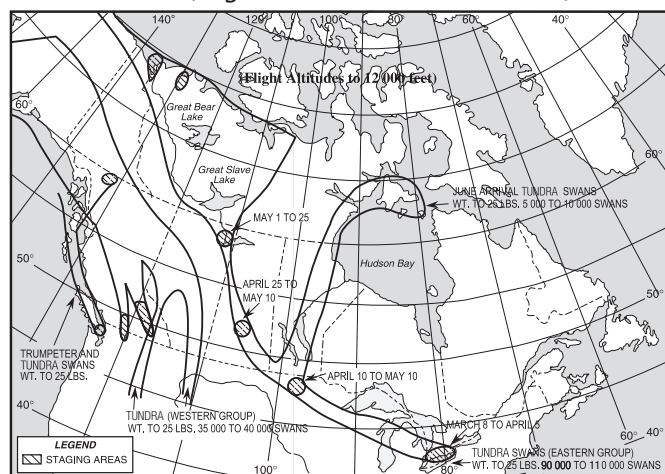 140°
120°
100°
80°
60°
40°
(Flight Altitudes to 12 000 feet)
60°
Great Bear
Lake
Great Slave
Lake
JUNE ARRIVAL TUNDRA SWANS
WT. TO 25 LBS. 5 000 TO 10 000 SWANS
MAY 1 TO 25
Hudson Bay
50°
APRIL 25 TO
MAY 10
50°
TRUMPETER AND
TUNDRA SWANS
WT. TO 25 LBS.
APRIL 10 TO MAY 10
40°
TUNDRA (WESTERN GROUP)
WT. TO 25 LBS, 35 000 TO 40 000 SWANS
MARCH 8 TO APRIL 5
60°
LEGEND
STAGING AREAS
TUNDRA SWANS (EASTERN GROUP)
WT. TO 25 LBS. 90 000 TO 110 000 SWANS
100°
80°